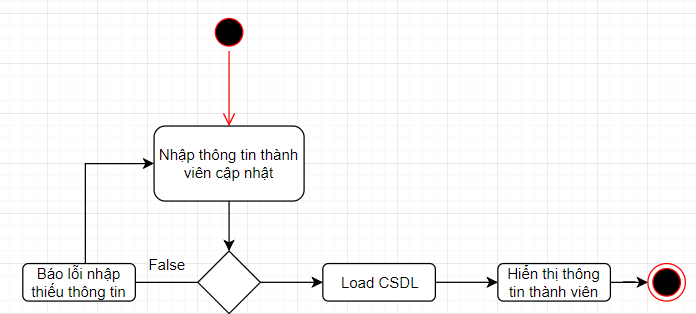 Nhập thông tin thành
viên cập nhật
False
Báo lỗi nhập
thiếu thông tin
Load CSDL
Hiển thị thông
tin thành viên